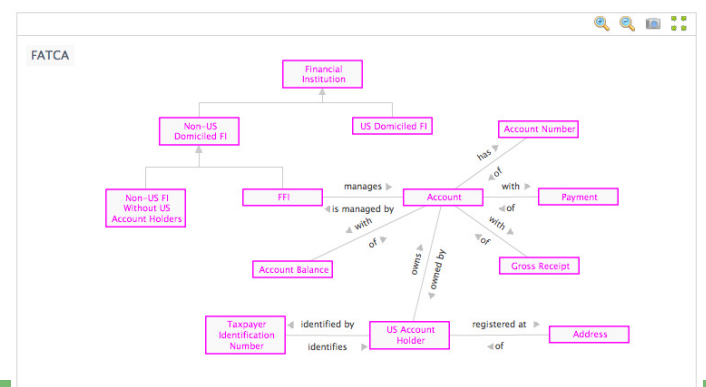 FATCA
Financial
Institution
Non-US
Domiciled FI
US Domiciled FI
Account Number
has
of
Non-US FI
Without US
Account Holders
FFI
manages
is managed by
Account
with
of
Payment
with
of
with
of
Account Balance
Gross Receipt
owns
owned by
Taxpayer
Identification
Number
identified by
identifies
US Account
Holder
registered at
of
Address